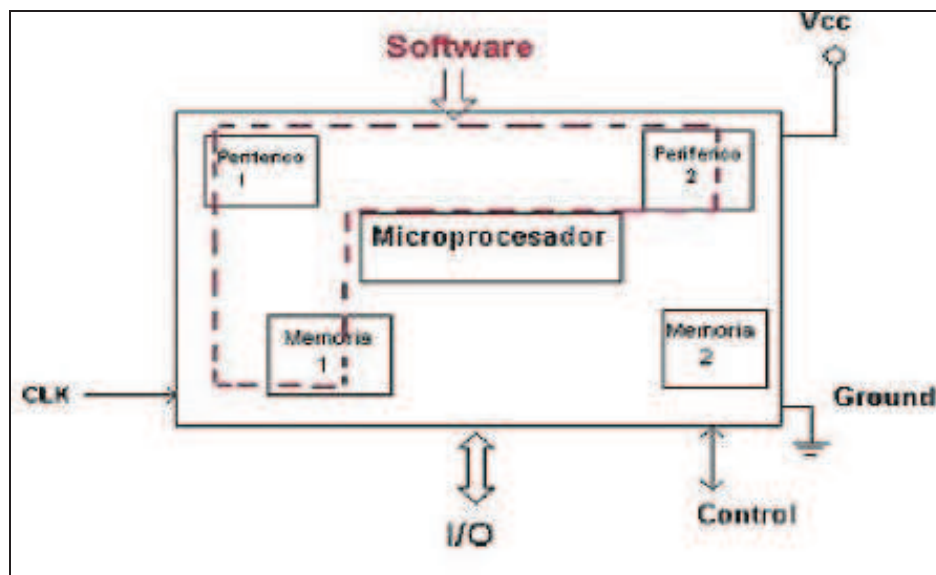 Vcc
Software
Periferico
1
Periferico
2
Microprocesador
Memoria
1
Memoria
2
CLK
Ground
I/O
Control